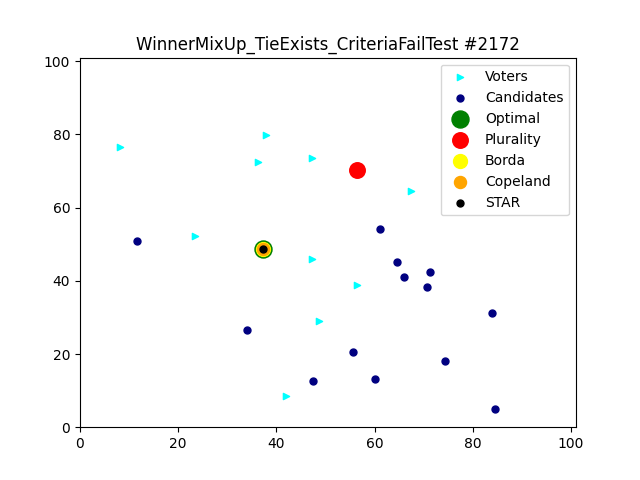 WinnerMixUp_TieExists_CriteriaFailTest #2172
Voters
Candidates
Optimal
Plurality
Borda
Copeland
STAR
100
80
60
40
20
0
0 20 40 60 80 100